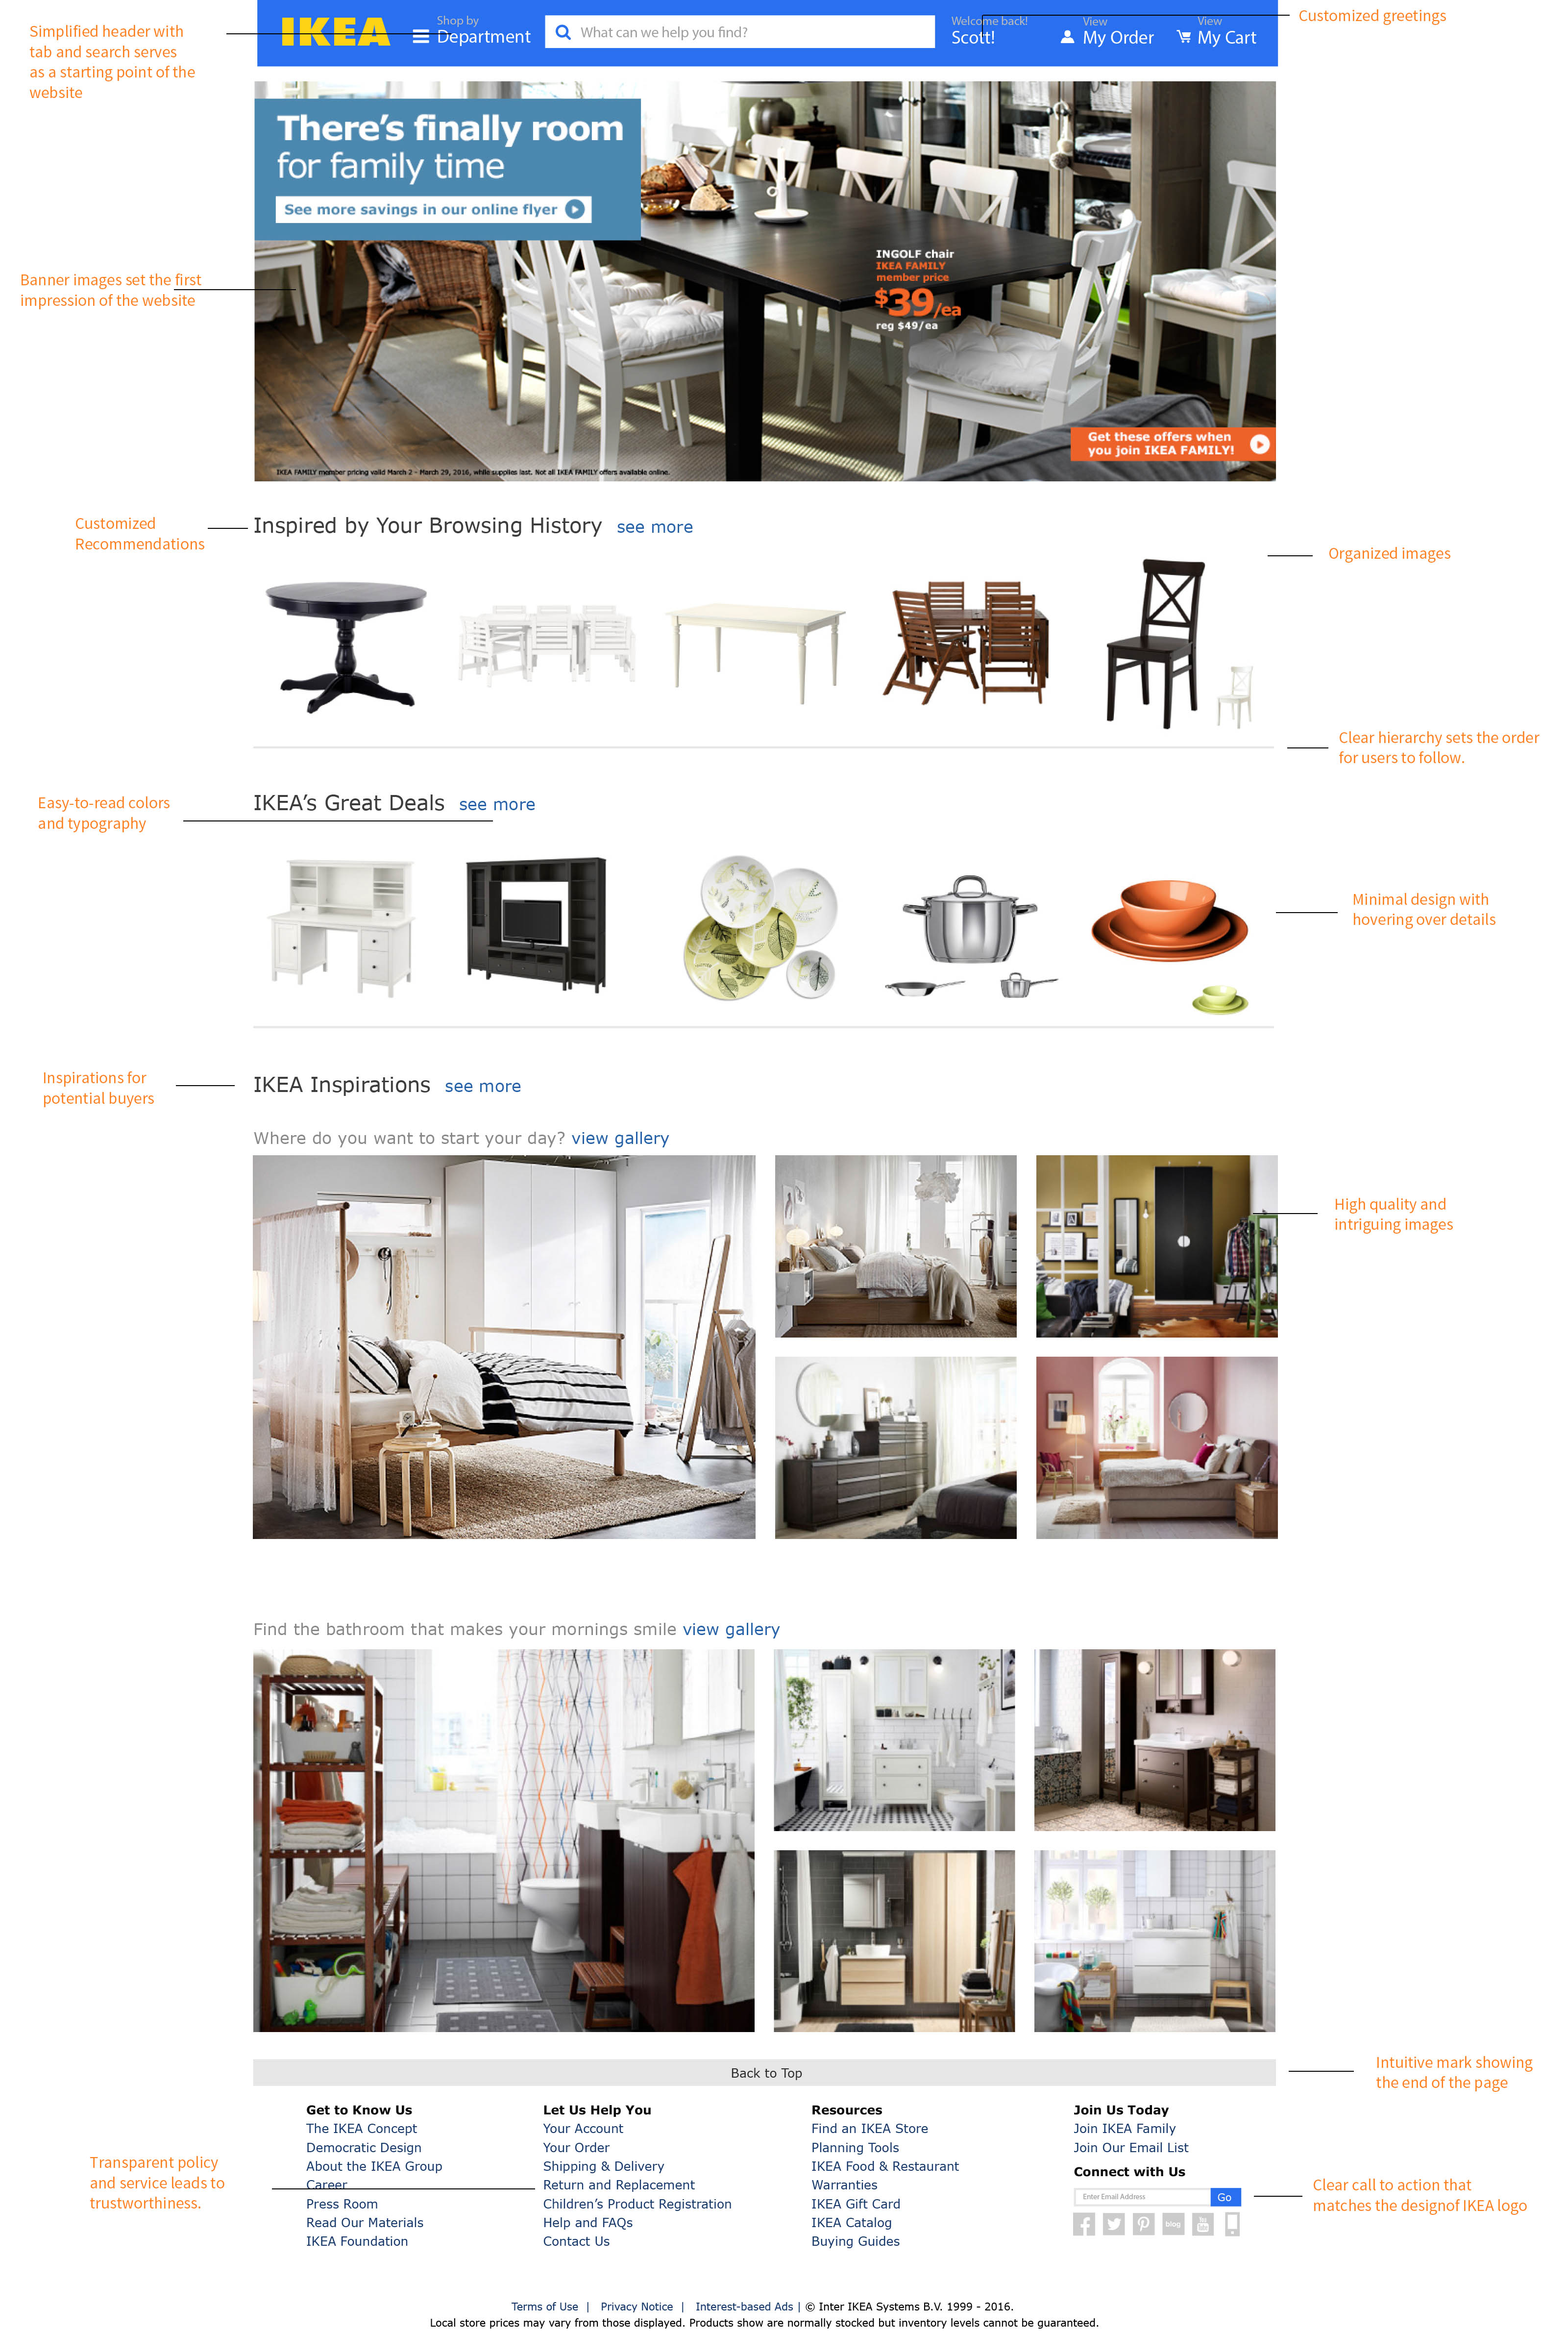 Simplified header with
tab and search serves
as a starting point of the
website
IKEA
Shop by
Department
What can we help you find?
Welcome back!
Scott!
View
My Order
View
My Cart
Customized greetings
There's finally room
for family time
See more savings in our online flyer
Banner images set the first
impression of the website
INGOLF chair
IKEA FAMILY
member price
$39/ea
reg $49/ea
Get these offers when
you join IKEA FAMILY!
IKEA FAMILY member pricing valid March 2 - March 29, 2016, while supplies last. Not all IKEA FAMILY offers available online.
Customized
Recommendations
Inspired by Your Browsing History see more
Organized images
Clear hierarchy sets the order
for users to follow.
Easy-to-read colors
and typography
IKEA's Great Deals see more
Minimal design with
hovering over details
Inspirations for
potential buyers
IKEA Inspirations see more
Where do you want to start your day? view gallery
High quality and
intriguing images
Find the bathroom that makes your mornings smile view gallery
Back to Top
Intuitive mark showing
the end of the page
Get to Know Us
The IKEA Concept
Democratic Design
About the IKEA Group
Career
Press Room
Read Our Materials
IKEA Foundation
Let Us Help You
Your Account
Your Order
Shipping & Delivery
Return and Replacement
Children's Product Registration
Help and FAQs
Contact Us
Resources
Find an IKEA Store
Planning Tools
IKEA Food & Restaurant
Warranties
IKEA Gift Card
IKEA Catalog
Buying Guides
Join Us Today
Join IKEA Family
Join Our Email List
Connect with Us
Enter Email Address
Go
blog
You
Transparent policy
and service leads to
trustworthiness.
Clear call to action that
matches the designof IKEA logo
Terms of Use | Privacy Notice | Interest-based Ads | © Inter IKEA Systems B.V. 1999 - 2016.
Local store prices may vary from those displayed. Products show are normally stocked but inventory levels cannot be guaranteed.